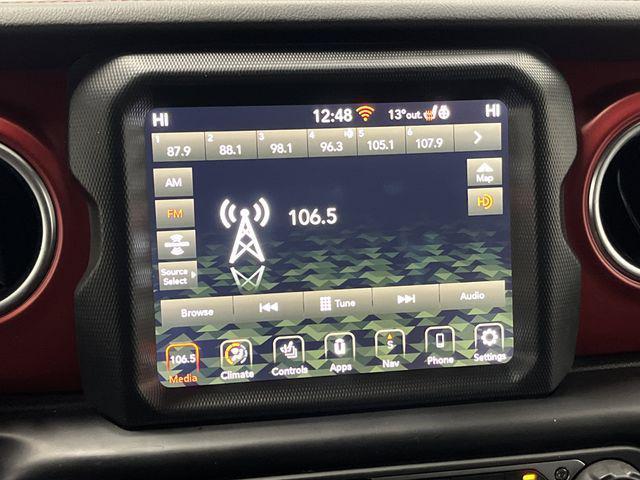 HI 12:48 13°out. HI
1 87.9 2 88.1 3 98.1 4 96.3 5 105.1 6 107.9
AM
Map
FM
HD
106.5
Source
Select
Browse Tune Audio
106.5 S
Media Climate Controls Apps Nav Phone Settings